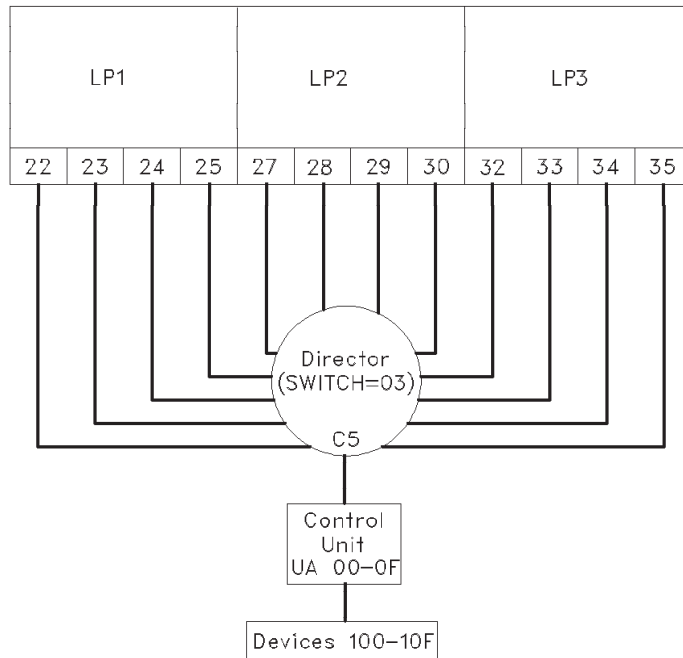 LP1 LP2 LP3
22 23 24 25 27 28 29 30 32 33 34 35
Director
(SWITCH=03)
C5
Control
Unit
UA 00-0F
Devices 100-10F